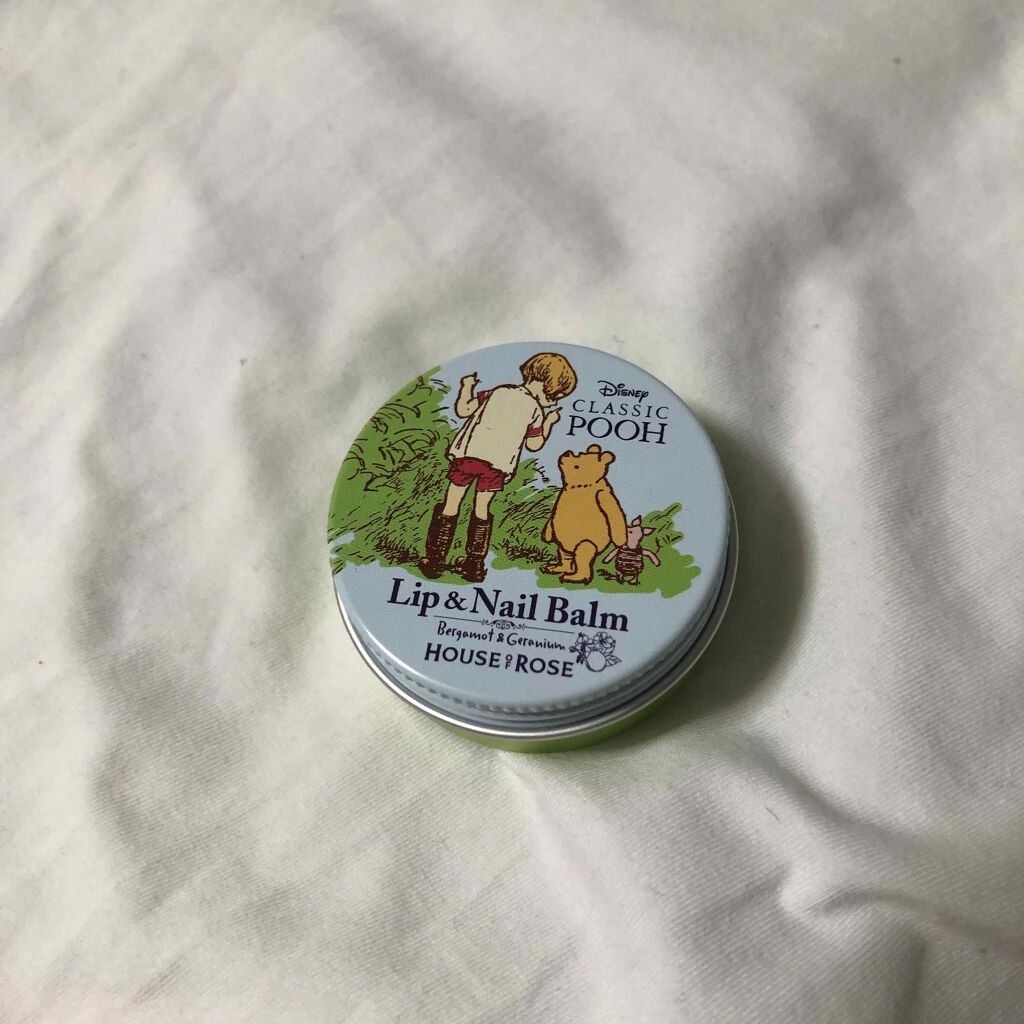 Disney
CLASSIC
POOH
Lip & Nail Balm
Bergamot & Geranium
HOUSE OF ROSE